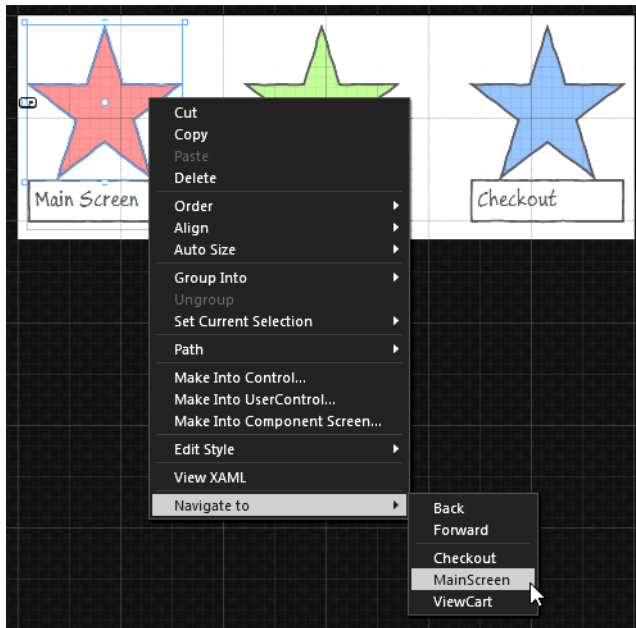 Main Screen
Checkout
Cut
Copy
Paste
Delete
Order
Align
Auto Size
Group Into
Ungroup
Set Current Selection
Path
Make Into Control...
Make Into UserControl...
Make Into Component Screen...
Edit Style
View XAML
Navigate to
Back
Forward
Checkout
MainScreen
ViewCart